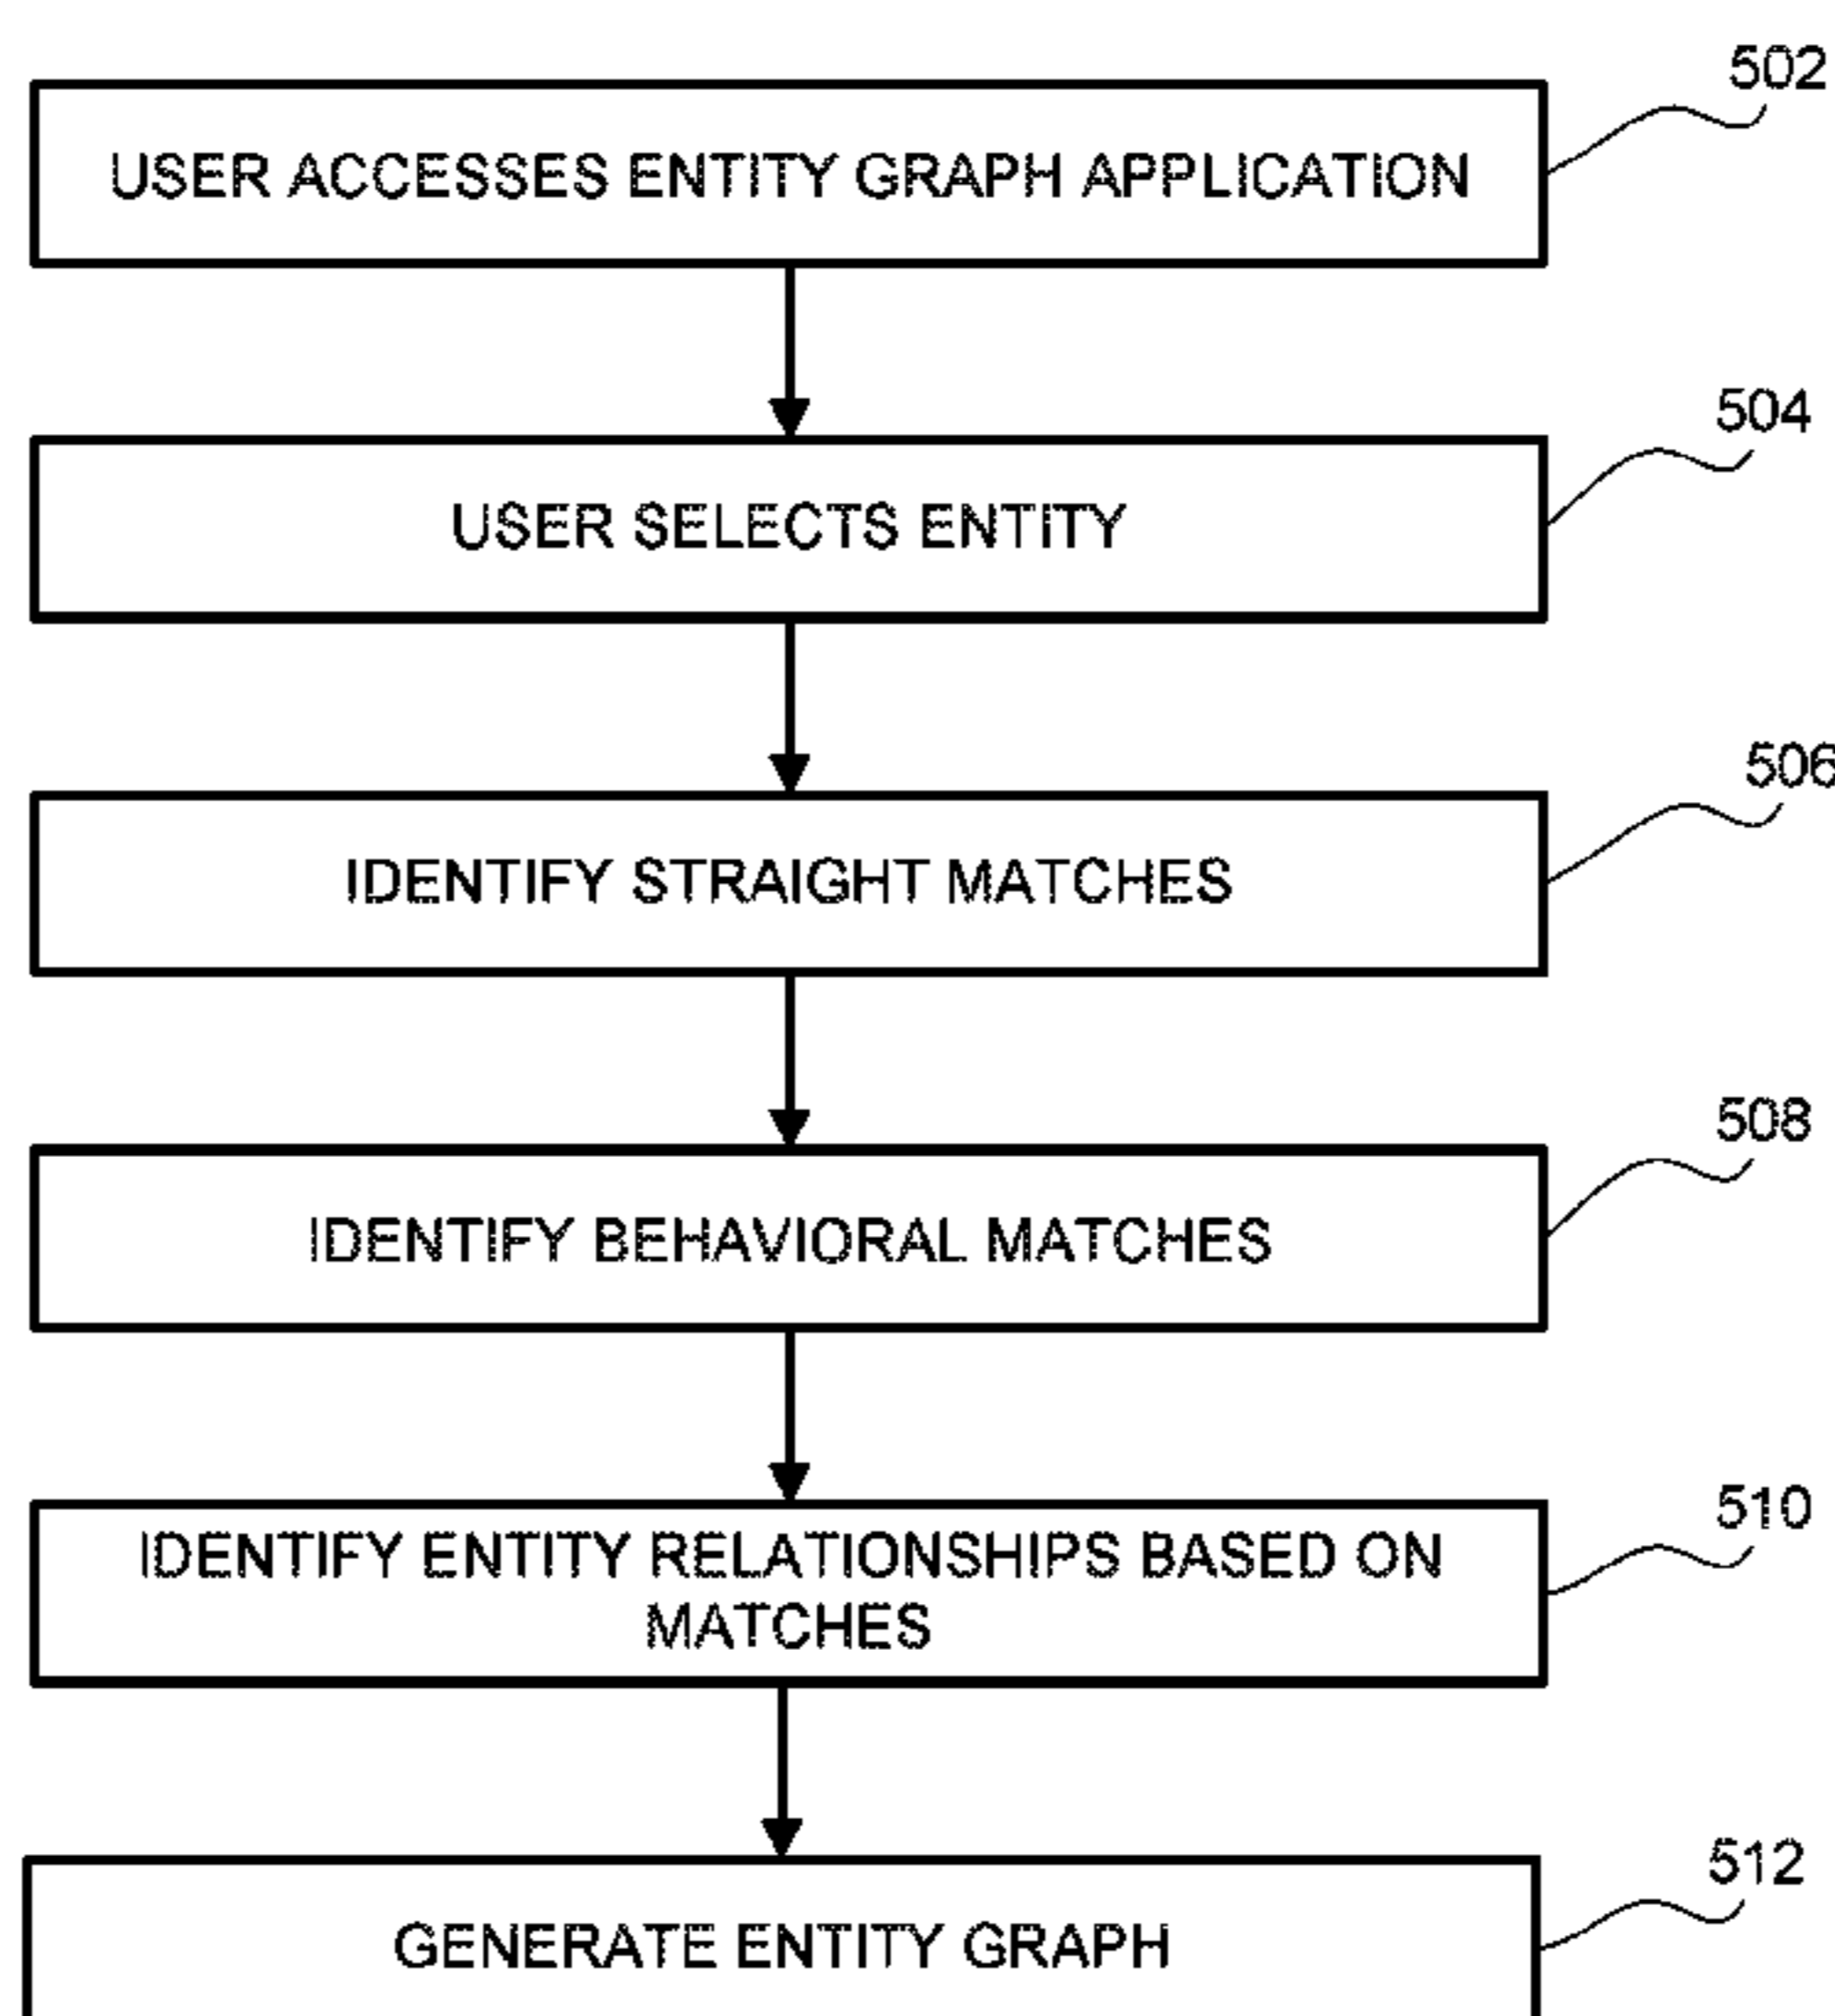 502
USER ACCESSES ENTITY GRAPH APPLICATION
504
USER SELECTS ENTITY
506
IDENTIFY STRAIGHT MATCHES
508
IDENTIFY BEHAVIORAL MATCHES
510
IDENTIFY ENTITY RELATIONSHIPS BASED ON
MATCHES
512
GENERATE ENTITY GRAPH